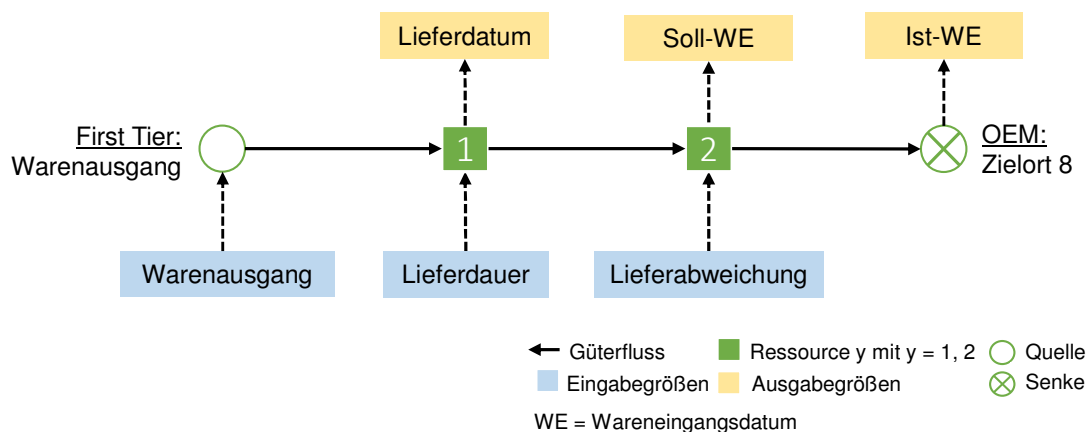 Lieferdatum
Soll-WE
Ist-WE
First Tier:
Warenausgang
1
2
OEM:
Zielort 8
Warenausgang
Lieferdauer
Lieferabweichung
Güterfluss
Ressource y mit y = 1, 2
Quelle
Eingabegrößen
Ausgabegrößen
Senke
WE = Wareneingangsdatum